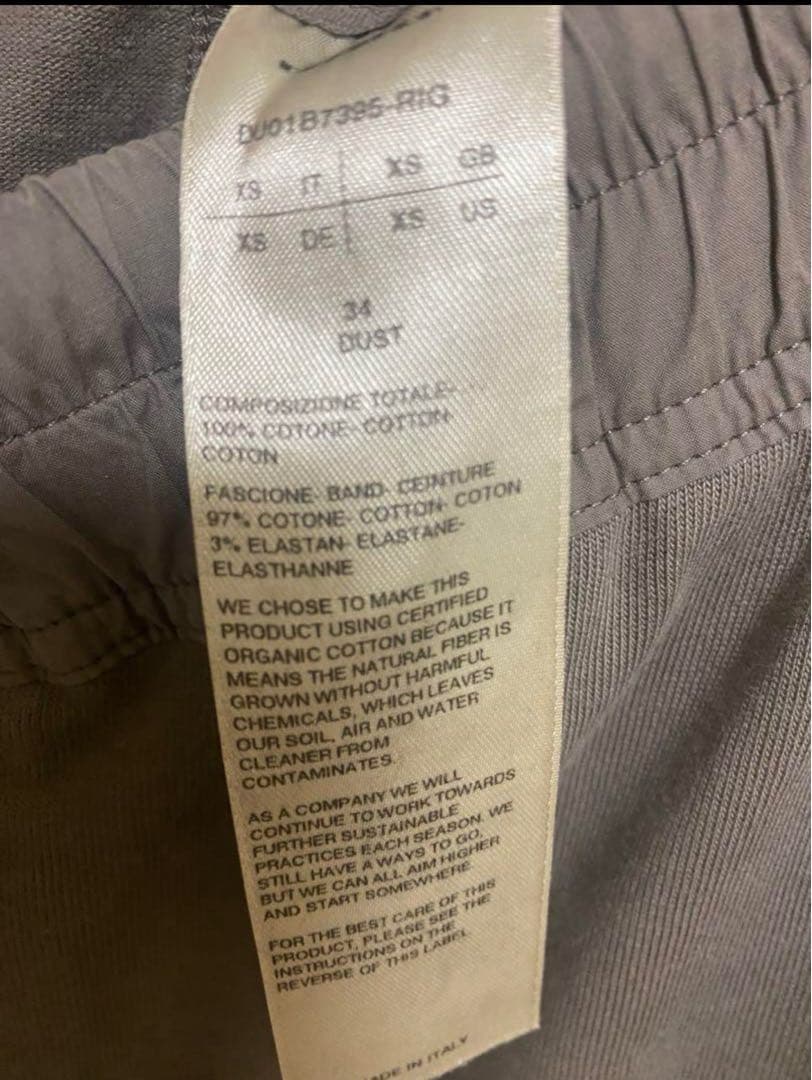 DU01B7395-RIG
XS IT XS GB
XS DE XS US
34
DUST
COMPOSIZIONE TOTALE-
100% COTONE- COTTON-
COTON
FASCIONE- BAND- CEINTURE
97% COTONE- COTTON- COTON
3% ELASTAN- ELASTANE-
ELASTHANNE
WE CHOSE TO MAKE THIS
PRODUCT USING CERTIFIED
ORGANIC COTTON BECAUSE IT
MEANS THE NATURAL FIBER IS
GROWN WITHOUT HARMFUL
CHEMICALS, WHICH LEAVES
OUR SOIL, AIR AND WATER
CLEANER FROM
CONTAMINATES.
AS A COMPANY WE WILL
CONTINUE TO WORK TOWARDS
FURTHER SUSTAINABLE
PRACTICES EACH SEASON. WE
STILL HAVE A WAYS TO GO,
BUT WE CAN ALL AIM HIGHER
AND START SOMEWHERE.
FOR THE BEST CARE OF THIS
PRODUCT, PLEASE SEE THE
INSTRUCTIONS ON THE
REVERSE OF THIS LABEL
MADE IN ITALY